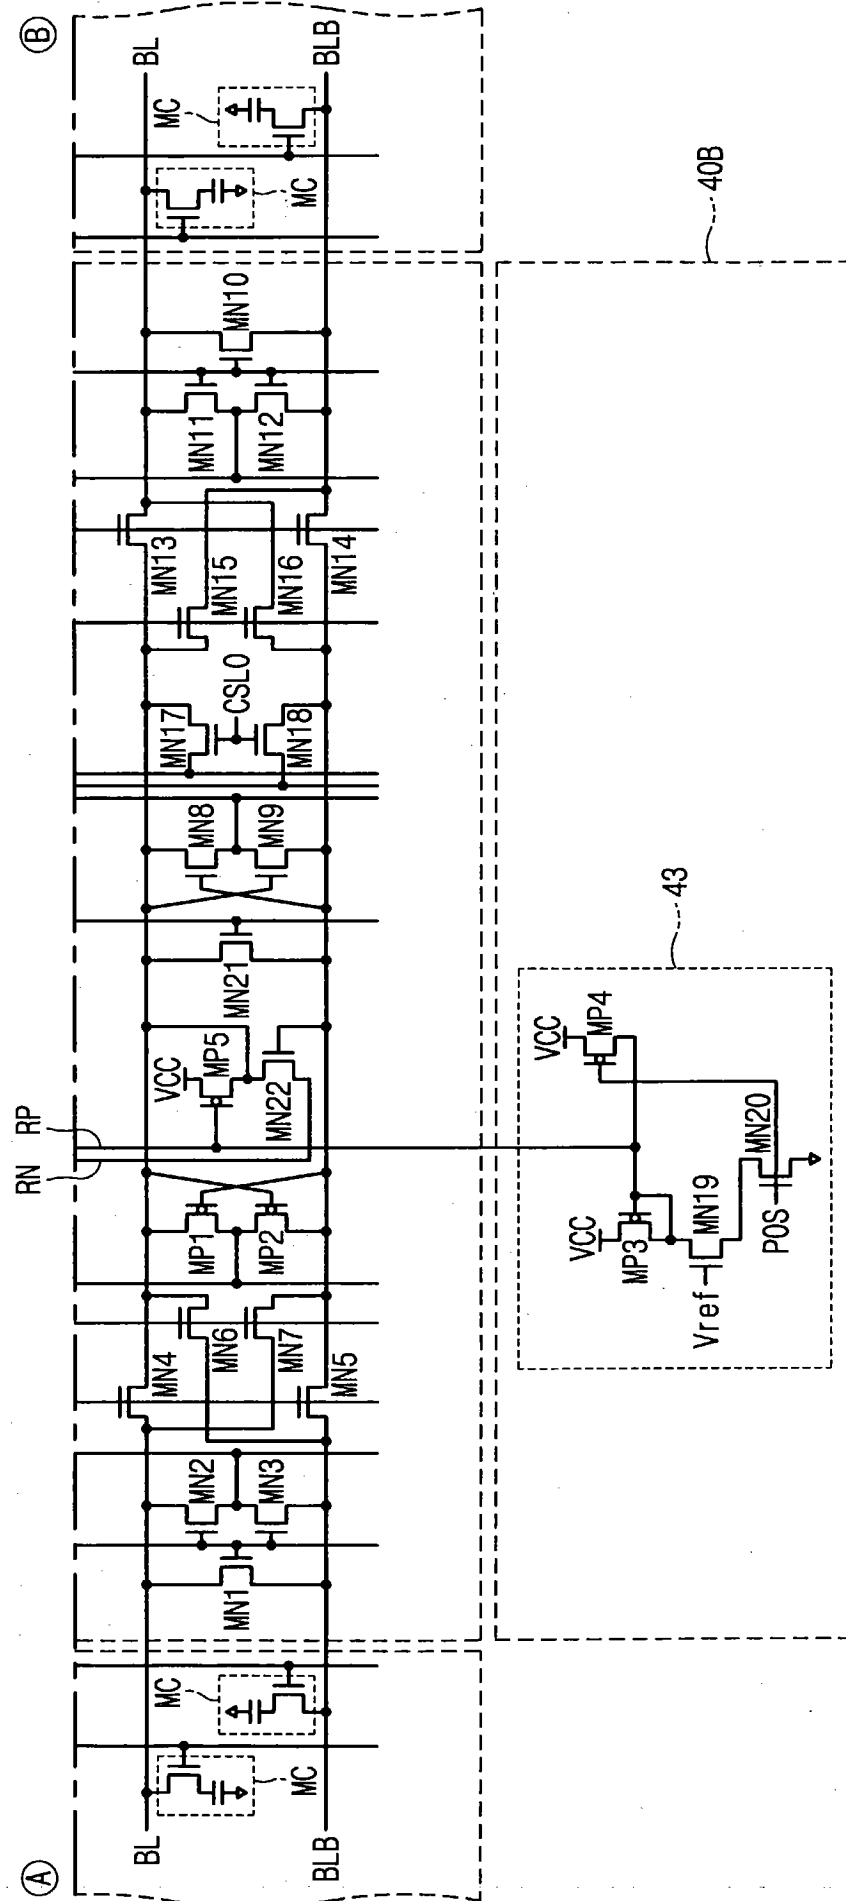 A
B
RN
RP
BL
BL
BLB
BLB
MC
MC
MC
MC
MN1
MN2
MN3
MN4
MN5
MN6
MN7
MP1
MP2
VCC
MP5
MN22
MN21
MN8
MN9
MN17
CSL0
MN18
MN13
MN15
MN16
MN14
MN11
MN12
MN10
40B
43
VCC
MP3
VCC
MP4
Vref
MN19
MN20
POS